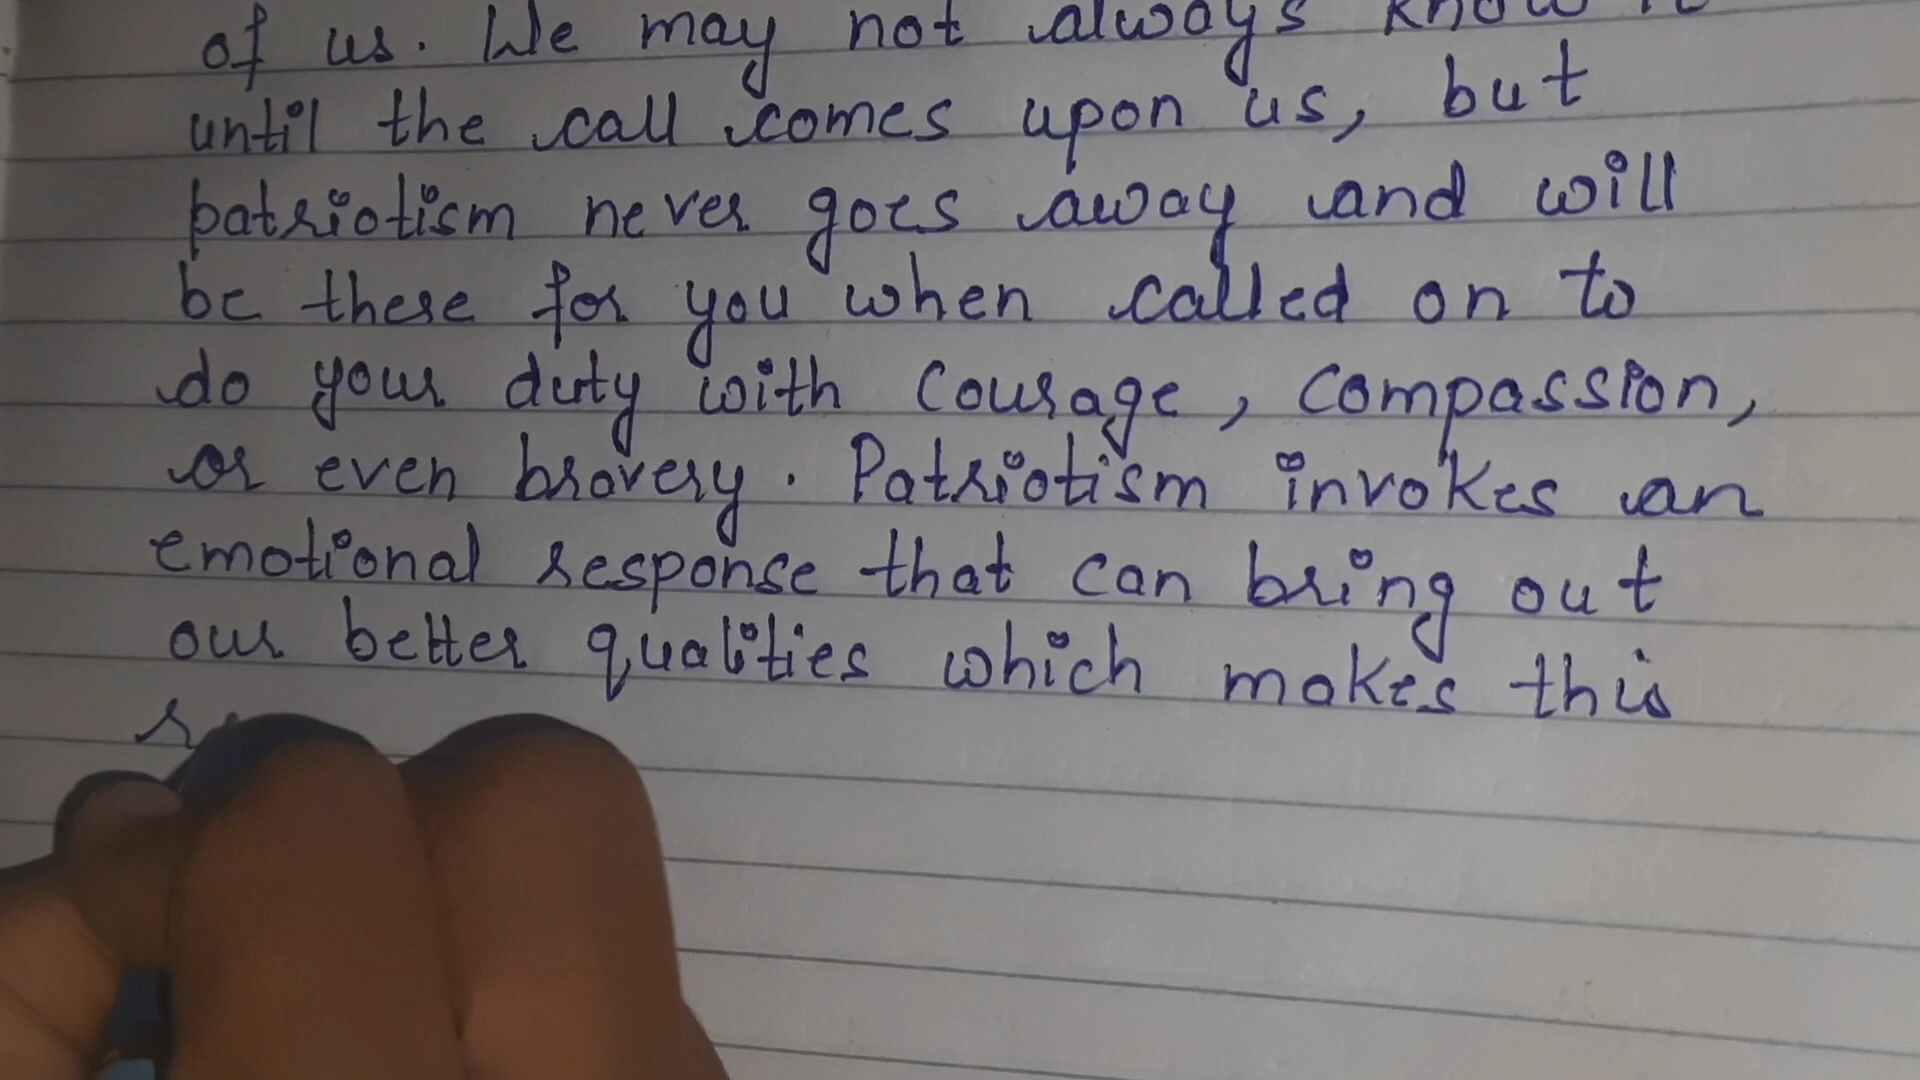 of us. We may not always know it
until the call comes upon us, but
patriotism never goes away and will
be there for you when called on to
do your duty with Courage, Compassion,
or even bravery. Patriotism invokes an
emotional response that can bring out
our better qualities which makes this